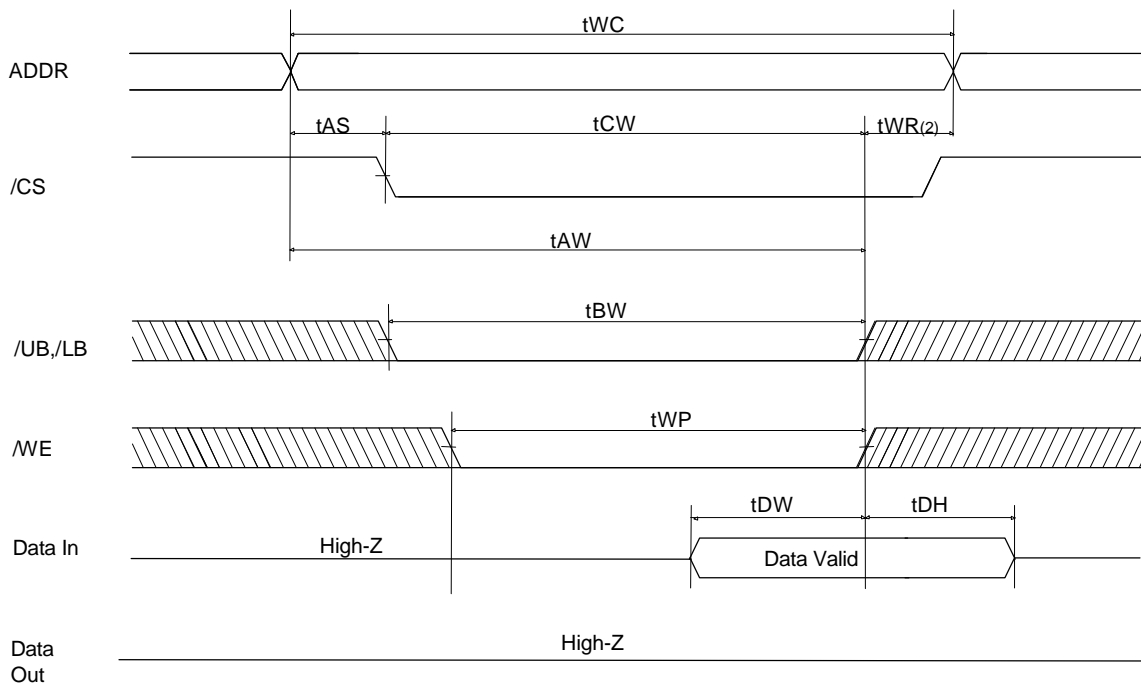 tWC
ADDR
tAS
tCW
tWR(2)
/CS
tAW
tBW
/UB,/LB
tWP
/WE
tDW
tDH
Data In
High-Z
Data Valid
High-Z
Data
Out